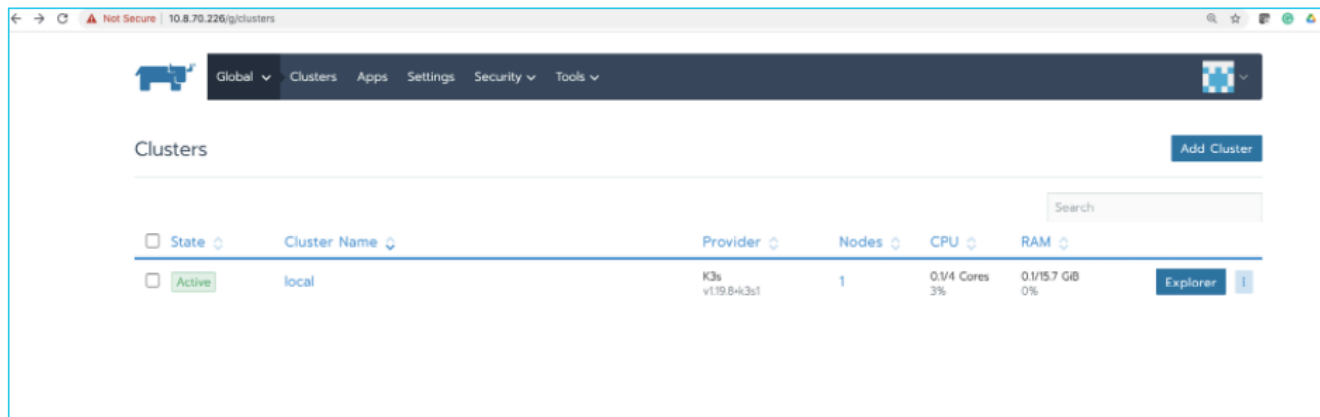 Not Secure | 10.8.70.226/g/clusters
Global Clusters Apps Settings Security Tools
Clusters
Add Cluster
Search
State Cluster Name Provider Nodes CPU RAM
Active local K3s 1 0.1/4 Cores 0.1/15.7 GiB Explorer
v1.19.8+k3s1 3% 0%